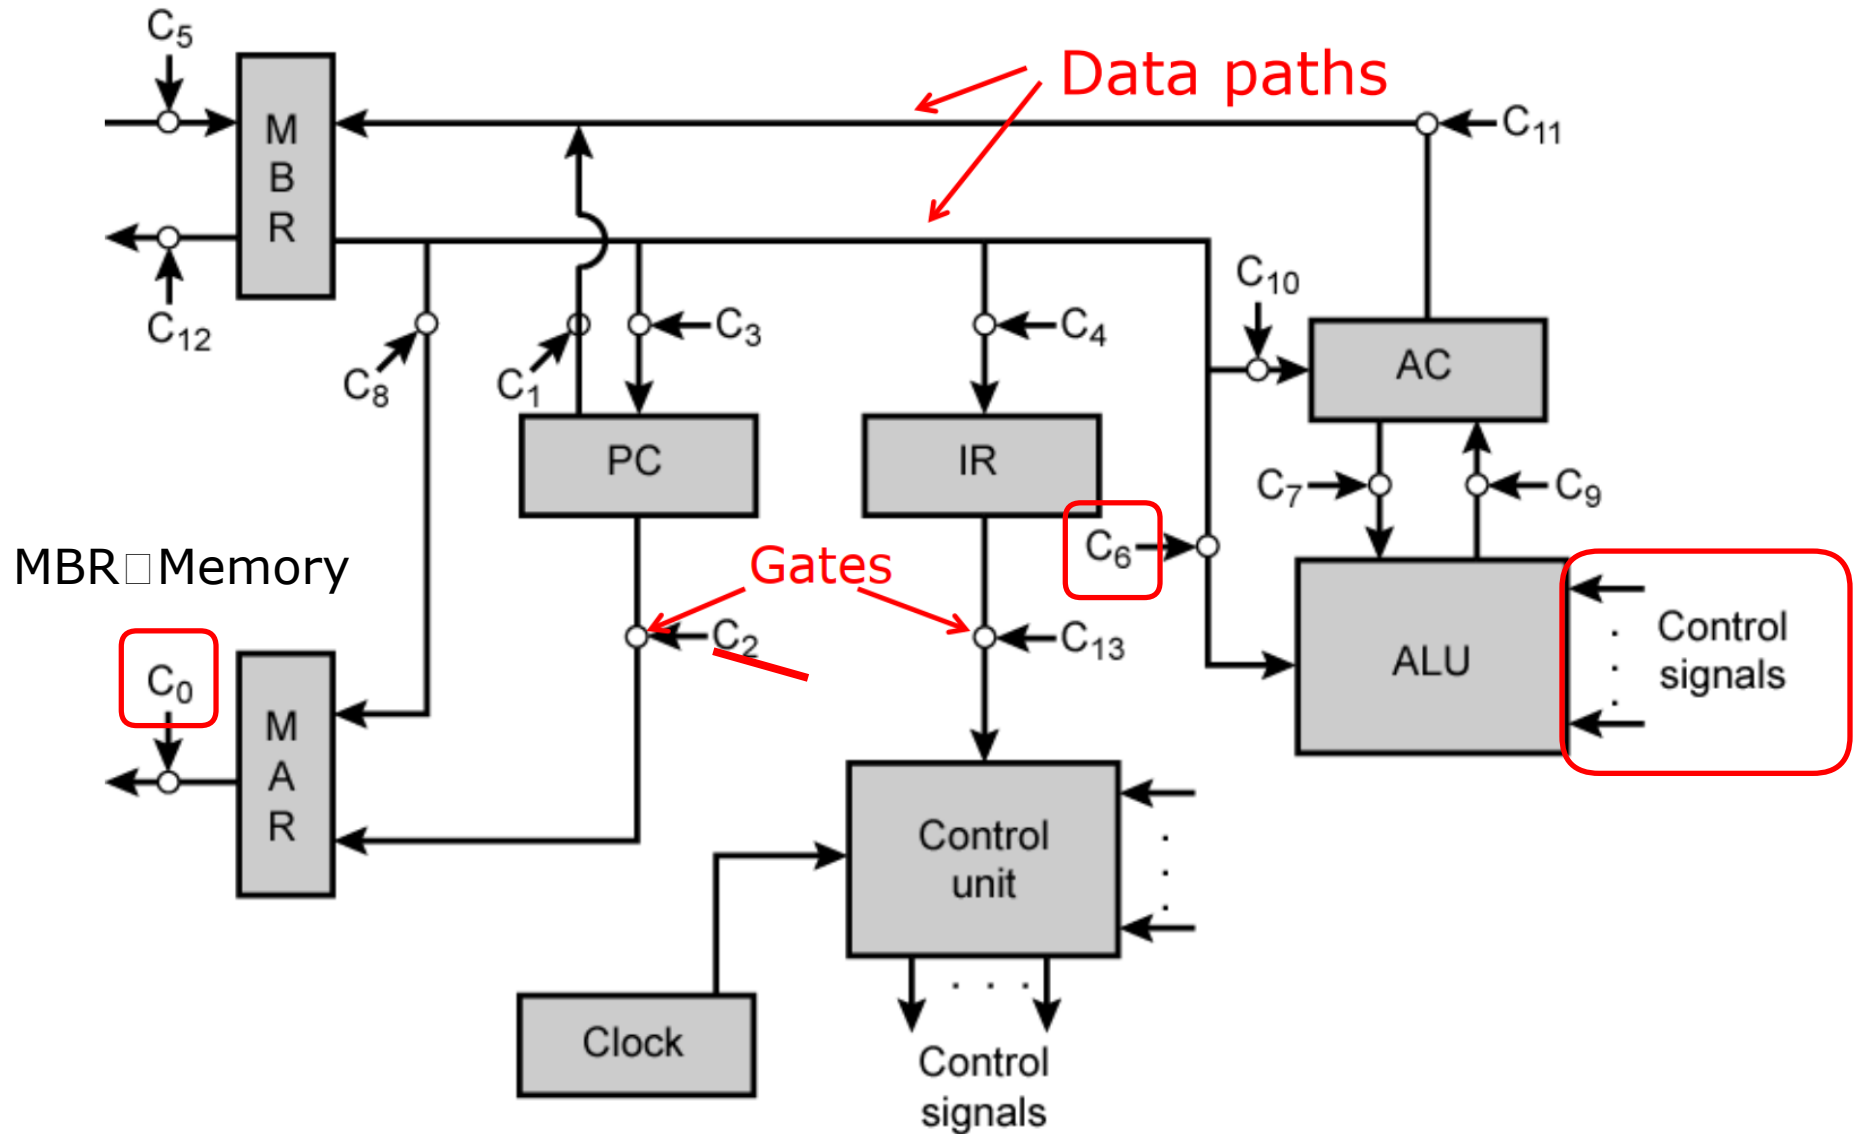 C5
Data paths
C11
M
B
R
C10
C12
C8
C1
C3
C4
AC
PC
IR
C7
C9
C6
MBR□Memory
Gates
C0
C2
C13
ALU
Control
signals
M
A
R
Control
unit
Clock
Control
signals